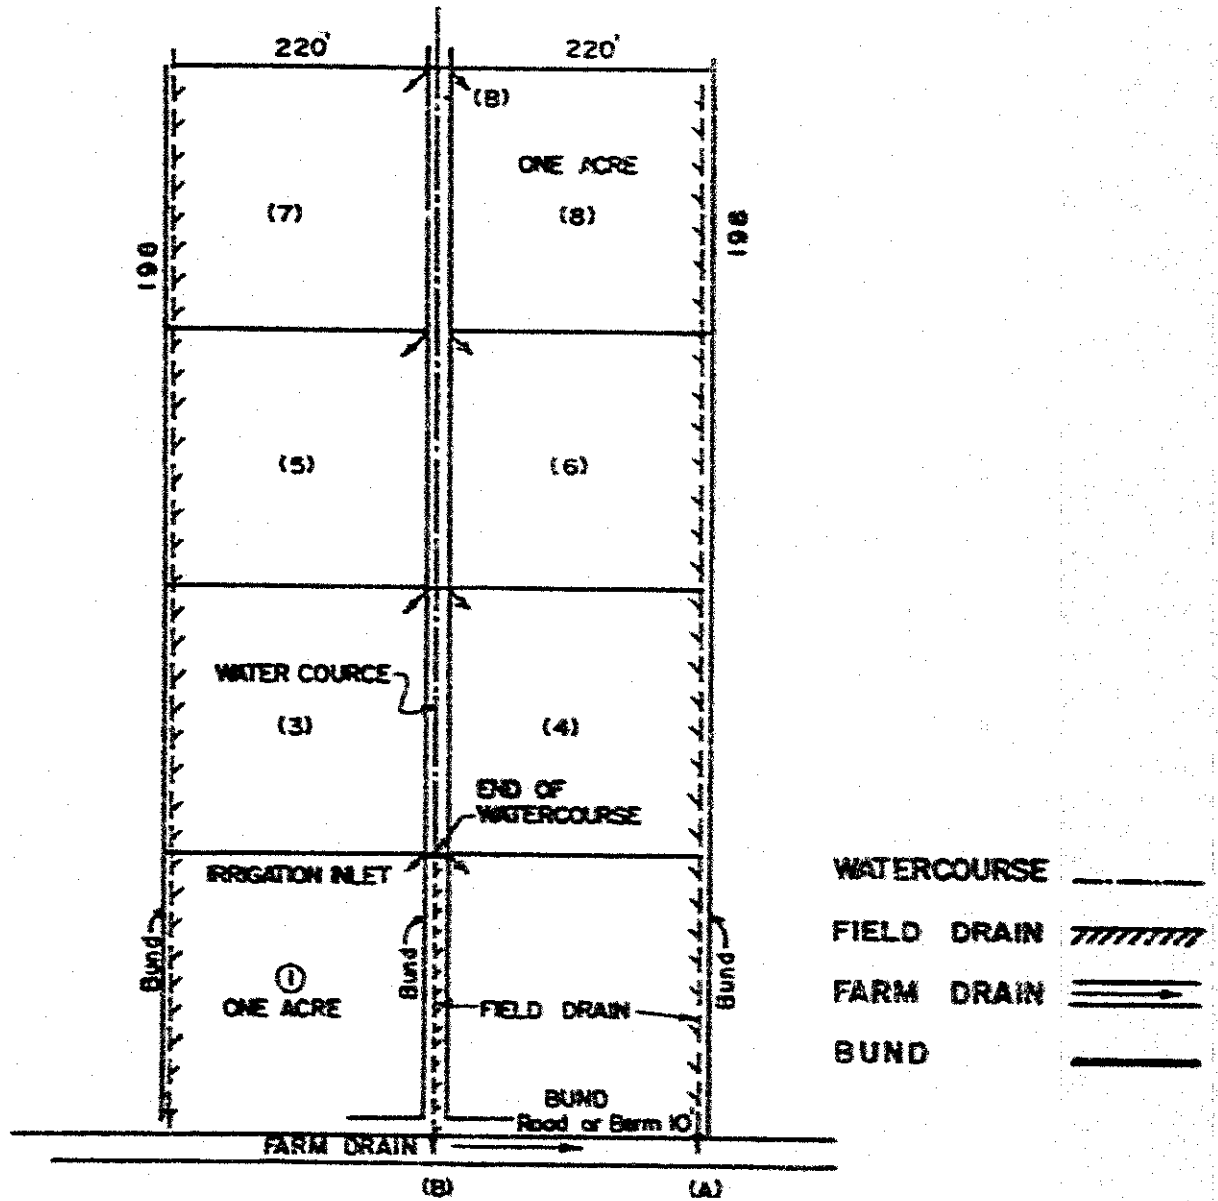 220' 220'
(B)
ONE ACRE
(7) (8)
198 198
(5) (6)
WATER COURCE
(3) (4)
END OF
WATERCOURSE
IRRIGATION INLET
WATERCOURSE
FIELD DRAIN
FARM DRAIN
BUND
Bund Bund Bund
1
ONE ACRE
FIELD DRAIN
BUND
Road or Berm 10'
FARM DRAIN
(B) (A)